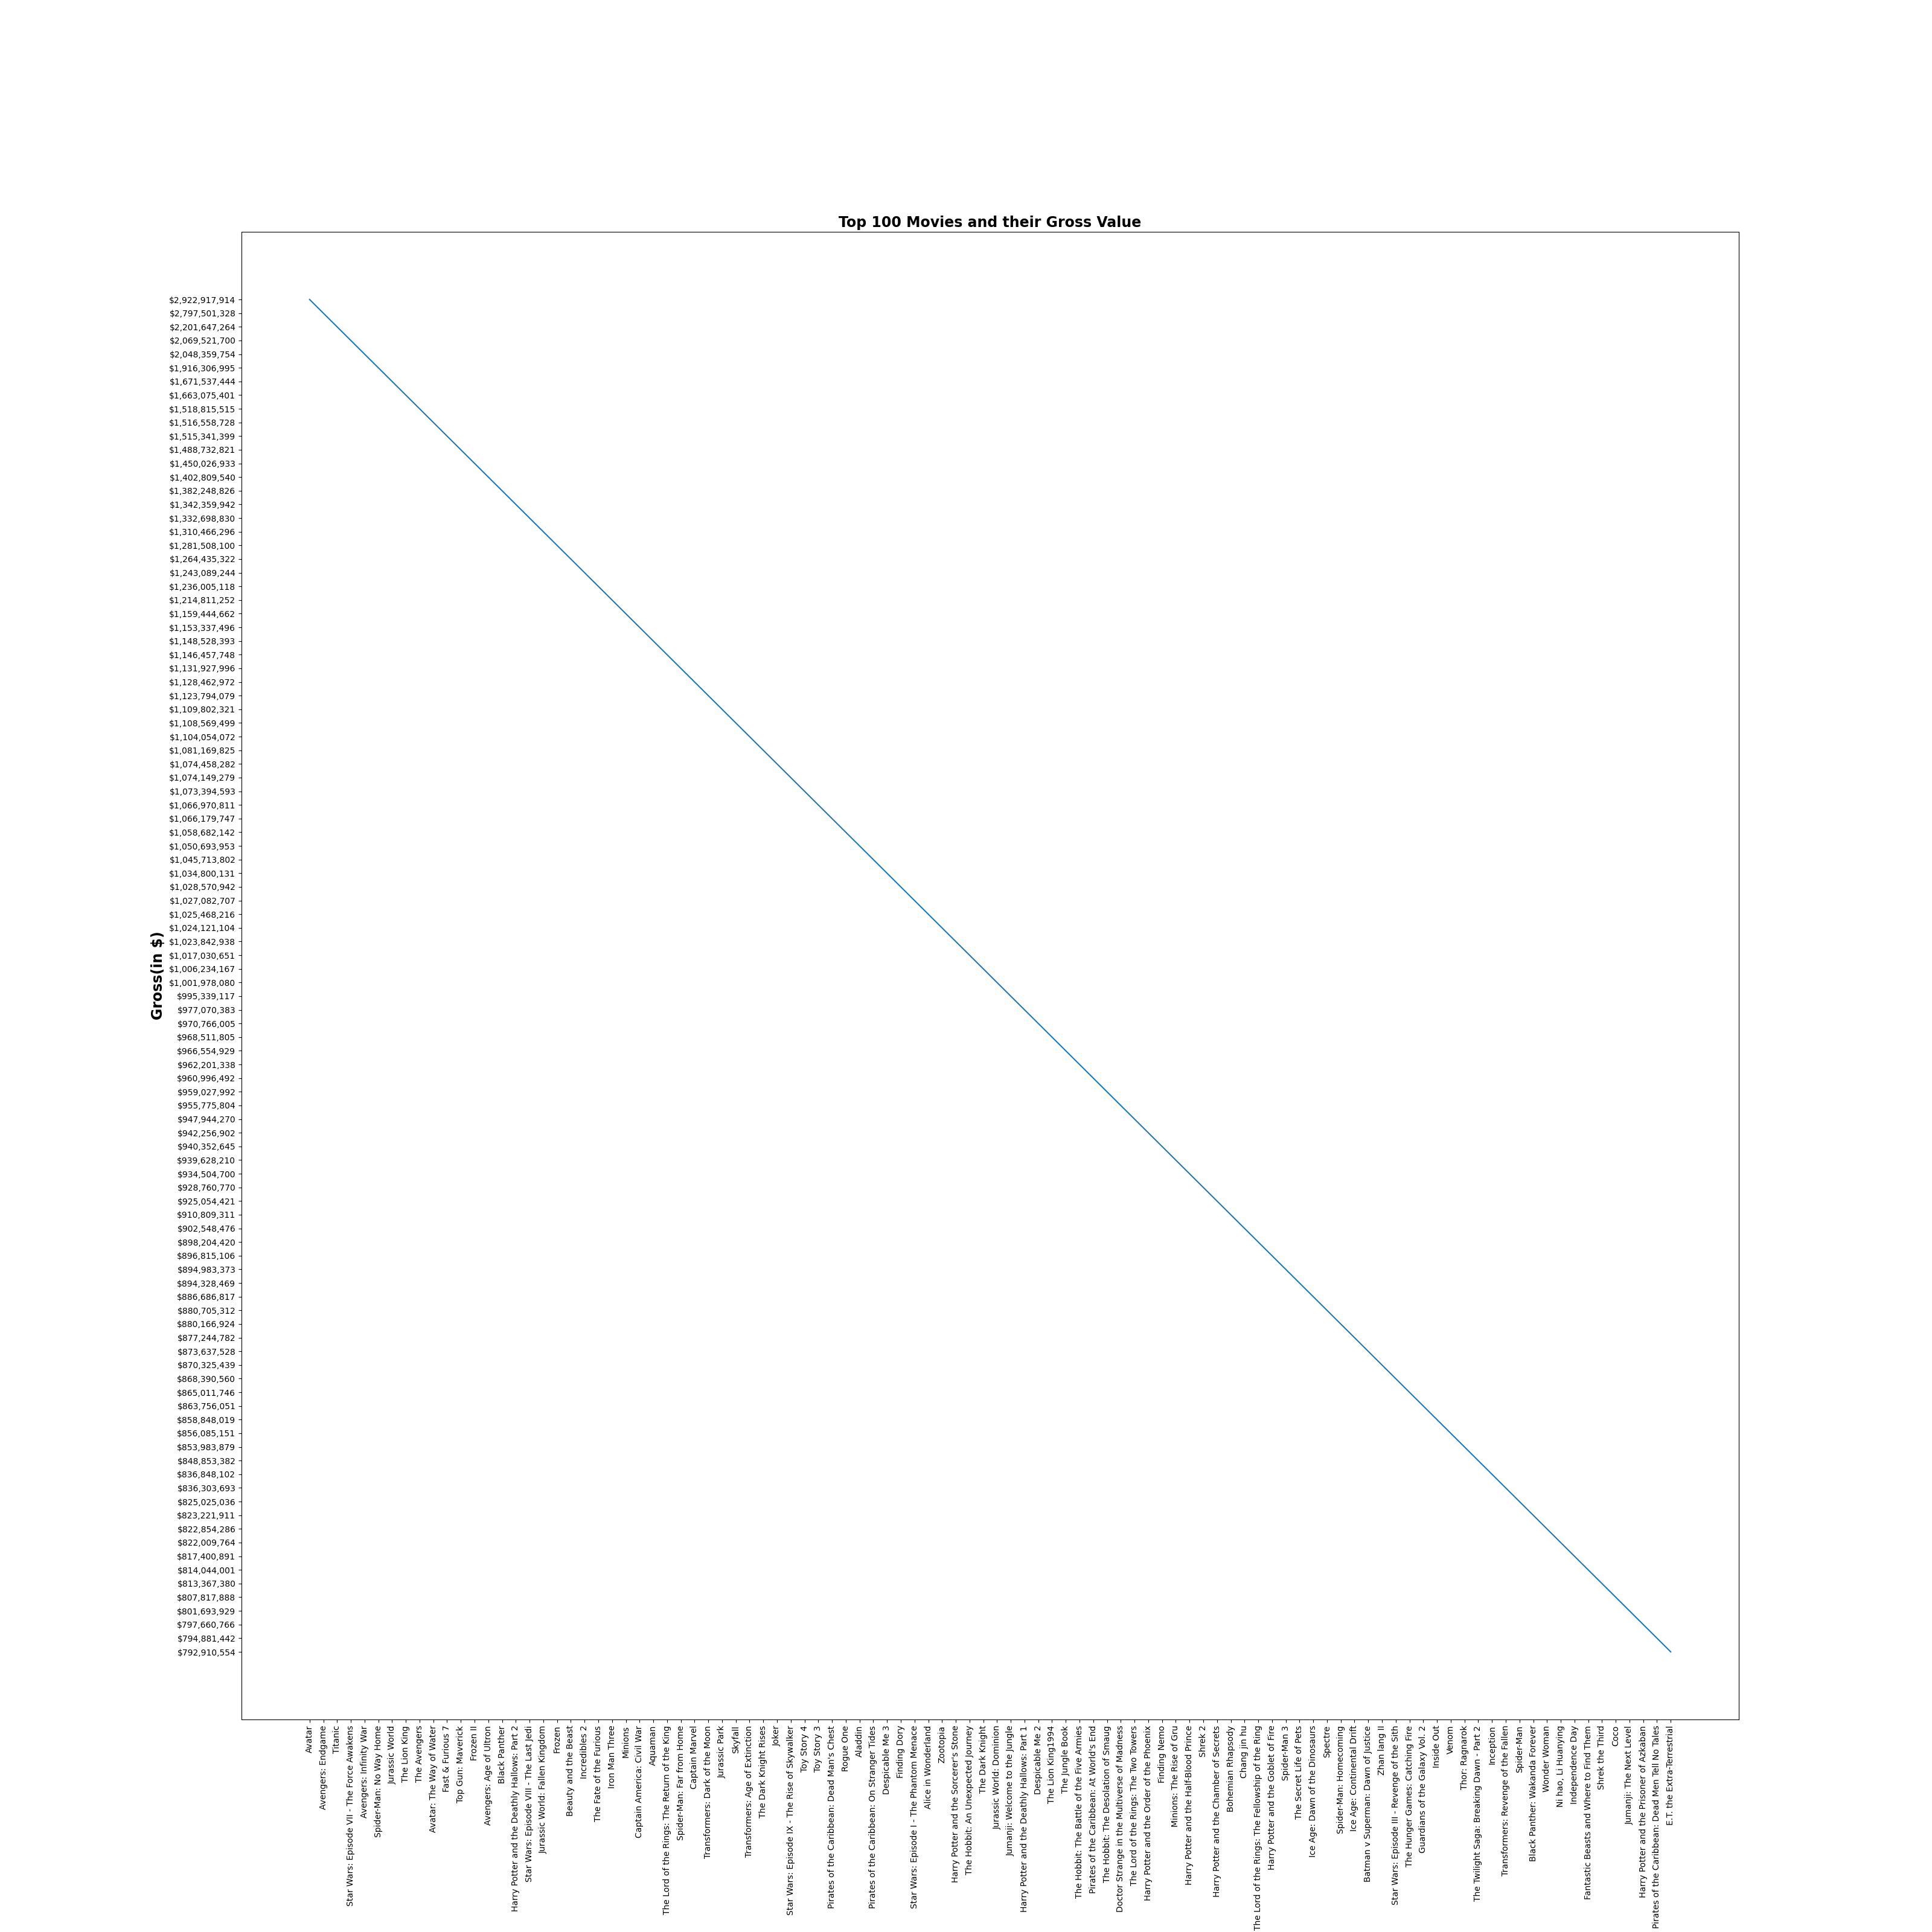 Top 100 Movies and their Gross Value
Gross(in $)
$2,922,917,914
$2,797,501,328
$2,201,647,264
$2,069,521,700
$2,048,359,754
$1,916,306,995
$1,671,537,444
$1,663,075,401
$1,518,815,515
$1,516,558,728
$1,515,341,399
$1,488,732,821
$1,450,026,933
$1,402,809,540
$1,382,248,826
$1,342,359,942
$1,332,698,830
$1,310,466,296
$1,281,508,100
$1,264,435,322
$1,243,089,244
$1,236,005,118
$1,214,811,252
$1,159,444,662
$1,153,337,496
$1,148,528,393
$1,146,457,748
$1,131,927,996
$1,128,462,972
$1,123,794,079
$1,109,802,321
$1,108,569,499
$1,104,054,072
$1,081,169,825
$1,074,458,282
$1,074,149,279
$1,073,394,593
$1,066,970,811
$1,066,179,747
$1,058,682,142
$1,050,693,953
$1,045,713,802
$1,034,800,131
$1,028,570,942
$1,027,082,707
$1,025,468,216
$1,024,121,104
$1,023,842,938
$1,017,030,651
$1,006,234,167
$1,001,978,080
$995,339,117
$977,070,383
$970,766,005
$968,511,805
$966,554,929
$962,201,338
$960,996,492
$959,027,992
$955,775,804
$947,944,270
$942,256,902
$940,352,645
$939,628,210
$934,504,700
$928,760,770
$925,054,421
$910,809,311
$902,548,476
$898,204,420
$896,815,106
$894,983,373
$894,328,469
$886,686,817
$880,705,312
$880,166,924
$877,244,782
$873,637,528
$870,325,439
$868,390,560
$865,011,746
$863,756,051
$858,848,019
$856,085,151
$853,983,879
$848,853,382
$836,848,102
$836,303,693
$825,025,036
$823,221,911
$822,854,286
$822,009,764
$817,400,891
$814,044,001
$813,367,380
$807,817,888
$801,693,929
$797,660,766
$794,881,442
$792,910,554
Avatar
Avengers: Endgame
Titanic
Star Wars: Episode VII - The Force Awakens
Avengers: Infinity War
Spider-Man: No Way Home
Jurassic World
The Lion King
The Avengers
Avatar: The Way of Water
Fast & Furious 7
Top Gun: Maverick
Frozen II
Avengers: Age of Ultron
Black Panther
Harry Potter and the Deathly Hallows: Part 2
Star Wars: Episode VIII - The Last Jedi
Jurassic World: Fallen Kingdom
Frozen
Beauty and the Beast
Incredibles 2
The Fate of the Furious
Iron Man Three
Minions
Captain America: Civil War
Aquaman
The Lord of the Rings: The Return of the King
Spider-Man: Far from Home
Captain Marvel
Transformers: Dark of the Moon
Jurassic Park
Skyfall
Transformers: Age of Extinction
The Dark Knight Rises
Joker
Star Wars: Episode IX - The Rise of Skywalker
Toy Story 4
Toy Story 3
Pirates of the Caribbean: Dead Man's Chest
Rogue One
Aladdin
Pirates of the Caribbean: On Stranger Tides
Despicable Me 3
Finding Dory
Star Wars: Episode I - The Phantom Menace
Alice in Wonderland
Zootopia
Harry Potter and the Sorcerer's Stone
The Hobbit: An Unexpected Journey
The Dark Knight
Jurassic World: Dominion
Jumanji: Welcome to the Jungle
Harry Potter and the Deathly Hallows: Part 1
Despicable Me 2
The Lion King1994
The Jungle Book
The Hobbit: The Battle of the Five Armies
Pirates of the Caribbean: At World's End
The Hobbit: The Desolation of Smaug
Doctor Strange in the Multiverse of Madness
The Lord of the Rings: The Two Towers
Harry Potter and the Order of the Phoenix
Finding Nemo
Minions: The Rise of Gru
Harry Potter and the Half-Blood Prince
Shrek 2
Harry Potter and the Chamber of Secrets
Bohemian Rhapsody
Chang jin hu
The Lord of the Rings: The Fellowship of the Ring
Harry Potter and the Goblet of Fire
Spider-Man 3
The Secret Life of Pets
Ice Age: Dawn of the Dinosaurs
Spectre
Spider-Man: Homecoming
Ice Age: Continental Drift
Batman v Superman: Dawn of Justice
Zhan lang II
Star Wars: Episode III - Revenge of the Sith
The Hunger Games: Catching Fire
Guardians of the Galaxy Vol. 2
Inside Out
Venom
Thor: Ragnarok
The Twilight Saga: Breaking Dawn - Part 2
Inception
Transformers: Revenge of the Fallen
Spider-Man
Black Panther: Wakanda Forever
Wonder Woman
Ni hao, Li Huanying
Independence Day
Fantastic Beasts and Where to Find Them
Shrek the Third
Coco
Jumanji: The Next Level
Harry Potter and the Prisoner of Azkaban
Pirates of the Caribbean: Dead Men Tell No Tales
E.T. the Extra-Terrestrial